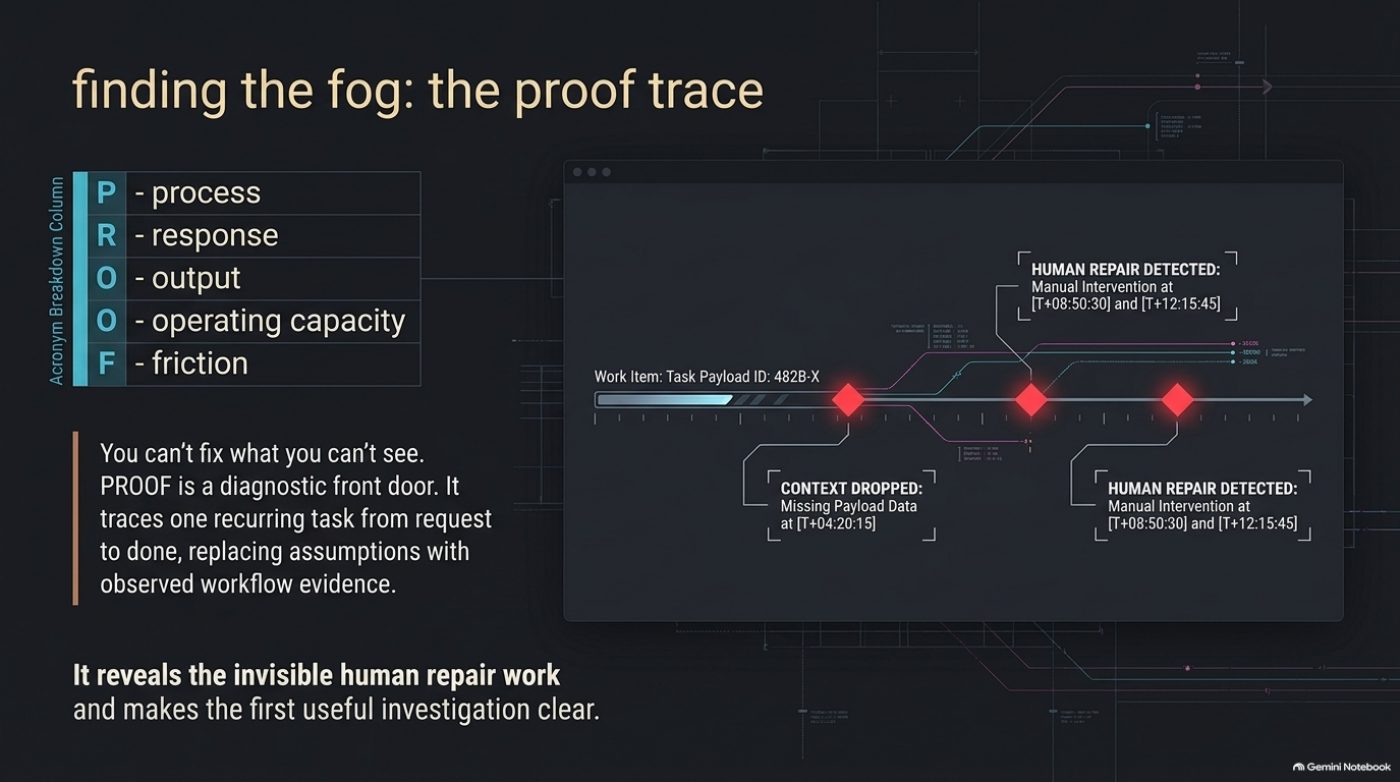 finding the fog: the proof trace
Acronym Breakdown Column
P - process
R - response
O - output
O - operating capacity
F - friction
You can't fix what you can't see.
PROOF is a diagnostic front door. It
traces one recurring task from request
to done, replacing assumptions with
observed workflow evidence.
It reveals the invisible human repair work
and makes the first useful investigation clear.
HUMAN REPAIR DETECTED:
Manual Intervention at
[T+08:50:30] and [T+12:15:45]
Work Item: Task Payload ID: 482B-X
CONTEXT DROPPED:
Missing Payload Data
at [T+04:20:15]
HUMAN REPAIR DETECTED:
Manual Intervention at
[T+08:50:30] and [T+12:15:45]
Gemini Notebook